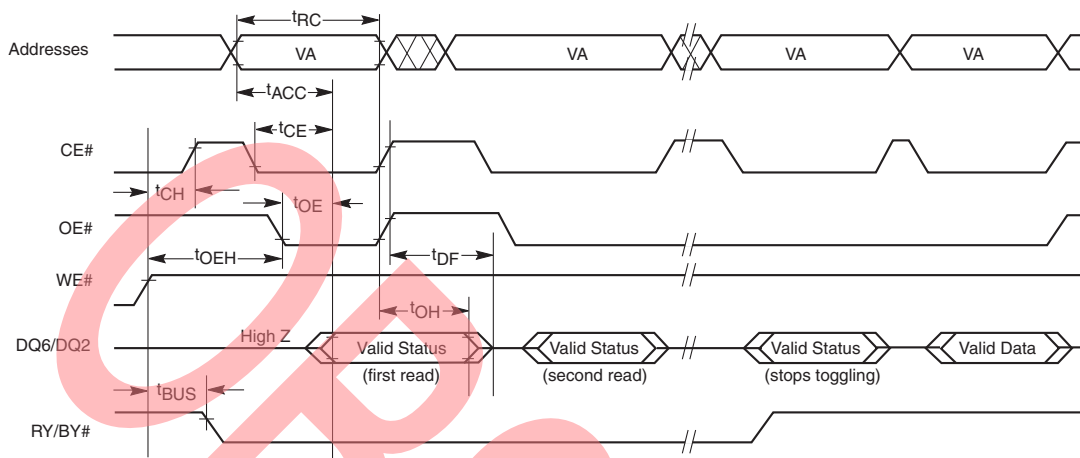 tRC
Addresses VA VA VA VA
tACC
tCE
CE#
tCH
tOE
OE#
tOEH
tDF
WE#
tOH
High Z
DQ6/DQ2 Valid Status Valid Status Valid Status Valid Data
(first read) (second read) (stops toggling)
tBUS
RY/BY#